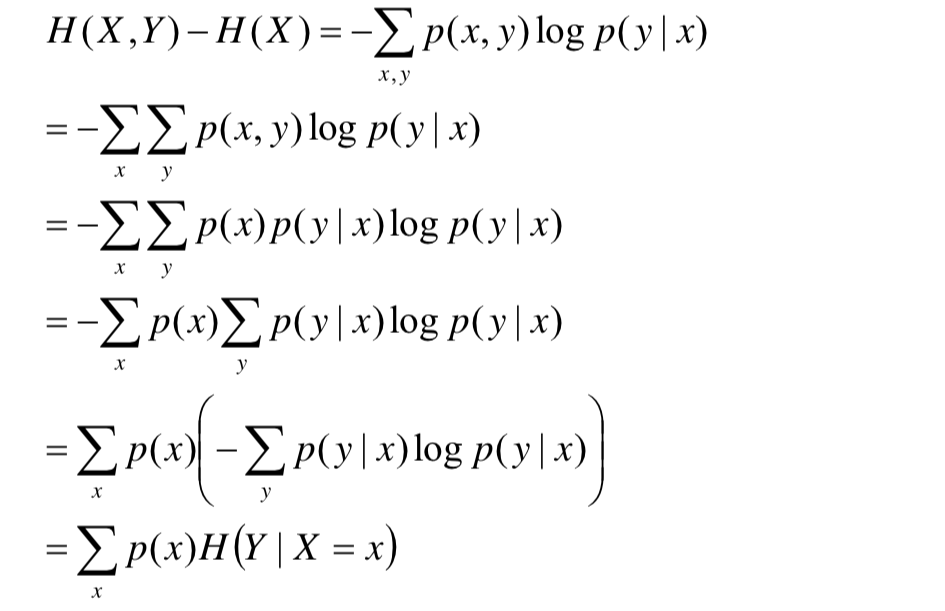 H(X,Y)−H(X)=−∑_{x,y} p(x,y)log p(y|x)
=−∑_x ∑_y p(x,y)log p(y|x)
=−∑_x ∑_y p(x)p(y|x)log p(y|x)
=−∑_x p(x)∑_y p(y|x)log p(y|x)
=∑_x p(x)(−∑_y p(y|x)log p(y|x))
=∑_x p(x)H(Y|X=x)